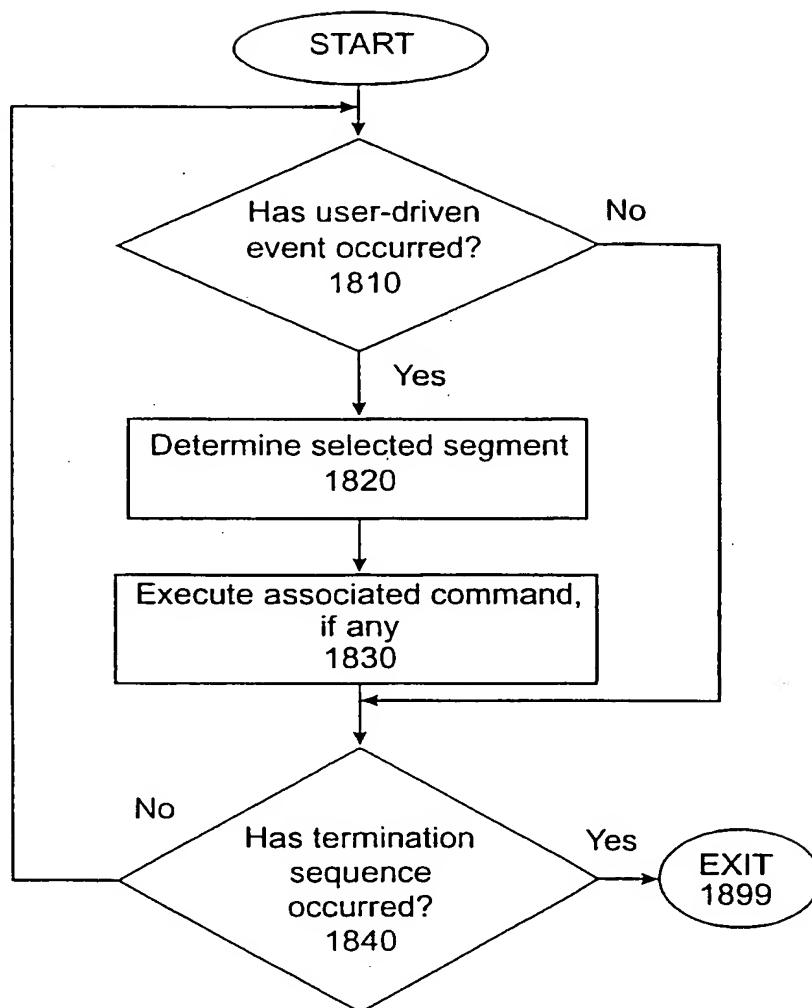 START
Has user-driven
event occurred?
1810
No
Yes
Determine selected segment
1820
Execute associated command,
if any
1830
No
Has termination
sequence
occurred?
1840
Yes
EXIT
1899